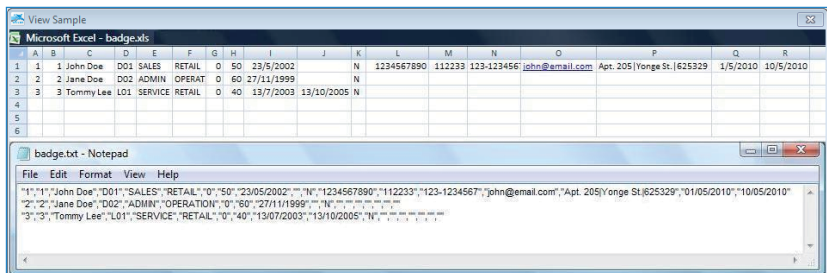 View Sample
Microsoft Excel - badge.xls
A B C D E F G H I J K L M N O P Q R
1 1 1 John Doe D01 SALES RETAIL 0 50 23/5/2002 N 1234567890 112233 123-123456 john@email.com Apt. 205|Yonge St.|625329 1/5/2010 10/5/2010
2 2 2 Jane Doe D02 ADMIN OPERAT 0 60 27/11/1999 N
3 3 3 Tommy Lee L01 SERVICE RETAIL 0 40 13/7/2003 13/10/2005 N
4
5
6
badge.txt - Notepad
File Edit Format View Help
"1","1","John Doe","D01","SALES","RETAIL","0","50","23/05/2002","","N","1234567890","112233","123-1234567","john@email.com","Apt. 205|Yonge St.|625329","01/05/2010","10/05/2010"
"2","2","Jane Doe","D02","ADMIN","OPERATION","0","60","27/11/1999","","N","","","","","","",""
"3","3","Tommy Lee","L01","SERVICE","RETAIL","0","40","13/07/2003","13/10/2005","N","","","","","","",""